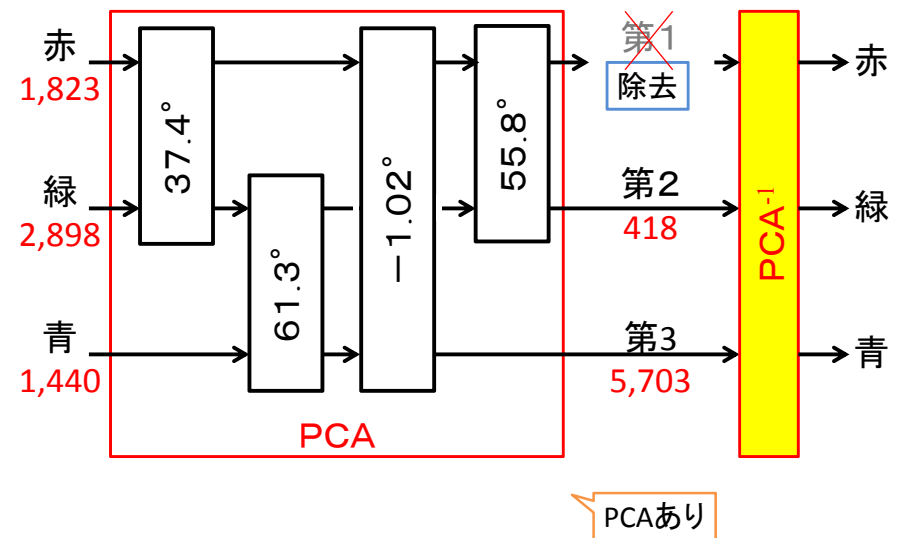 赤
1,823
緑
2,898
青
1,440
37.4°
61.3°
−1.02°
55.8°
PCA
第1
除去
第2
418
第3
5,703
PCA-1
赤
緑
青
PCAあり